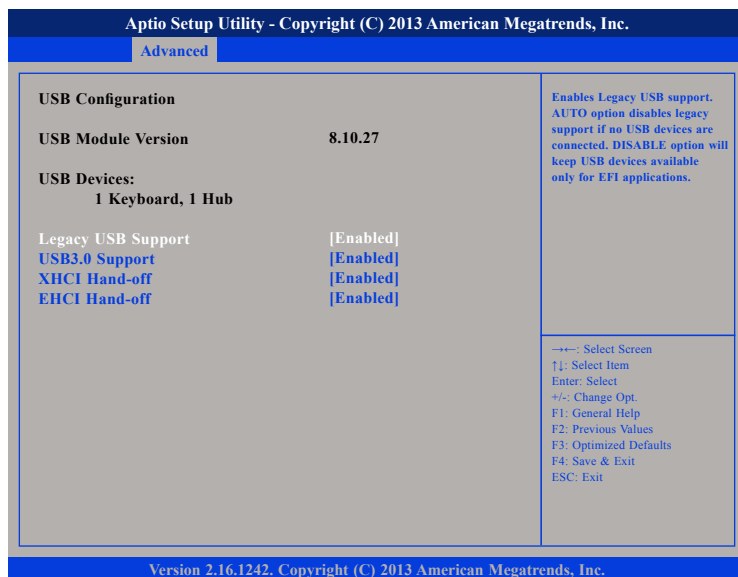 Aptio Setup Utility - Copyright (C) 2013 American Megatrends, Inc.
Advanced
USB Configuration
USB Module Version 8.10.27
USB Devices:
1 Keyboard, 1 Hub
Legacy USB Support [Enabled]
USB3.0 Support [Enabled]
XHCI Hand-off [Enabled]
EHCI Hand-off [Enabled]
Enables Legacy USB support.
AUTO option disables legacy
support if no USB devices are
connected. DISABLE option will
keep USB devices available
only for EFI applications.
→←: Select Screen
↑↓: Select Item
Enter: Select
+/-: Change Opt.
F1: General Help
F2: Previous Values
F3: Optimized Defaults
F4: Save & Exit
ESC: Exit
Version 2.16.1242. Copyright (C) 2013 American Megatrends, Inc.